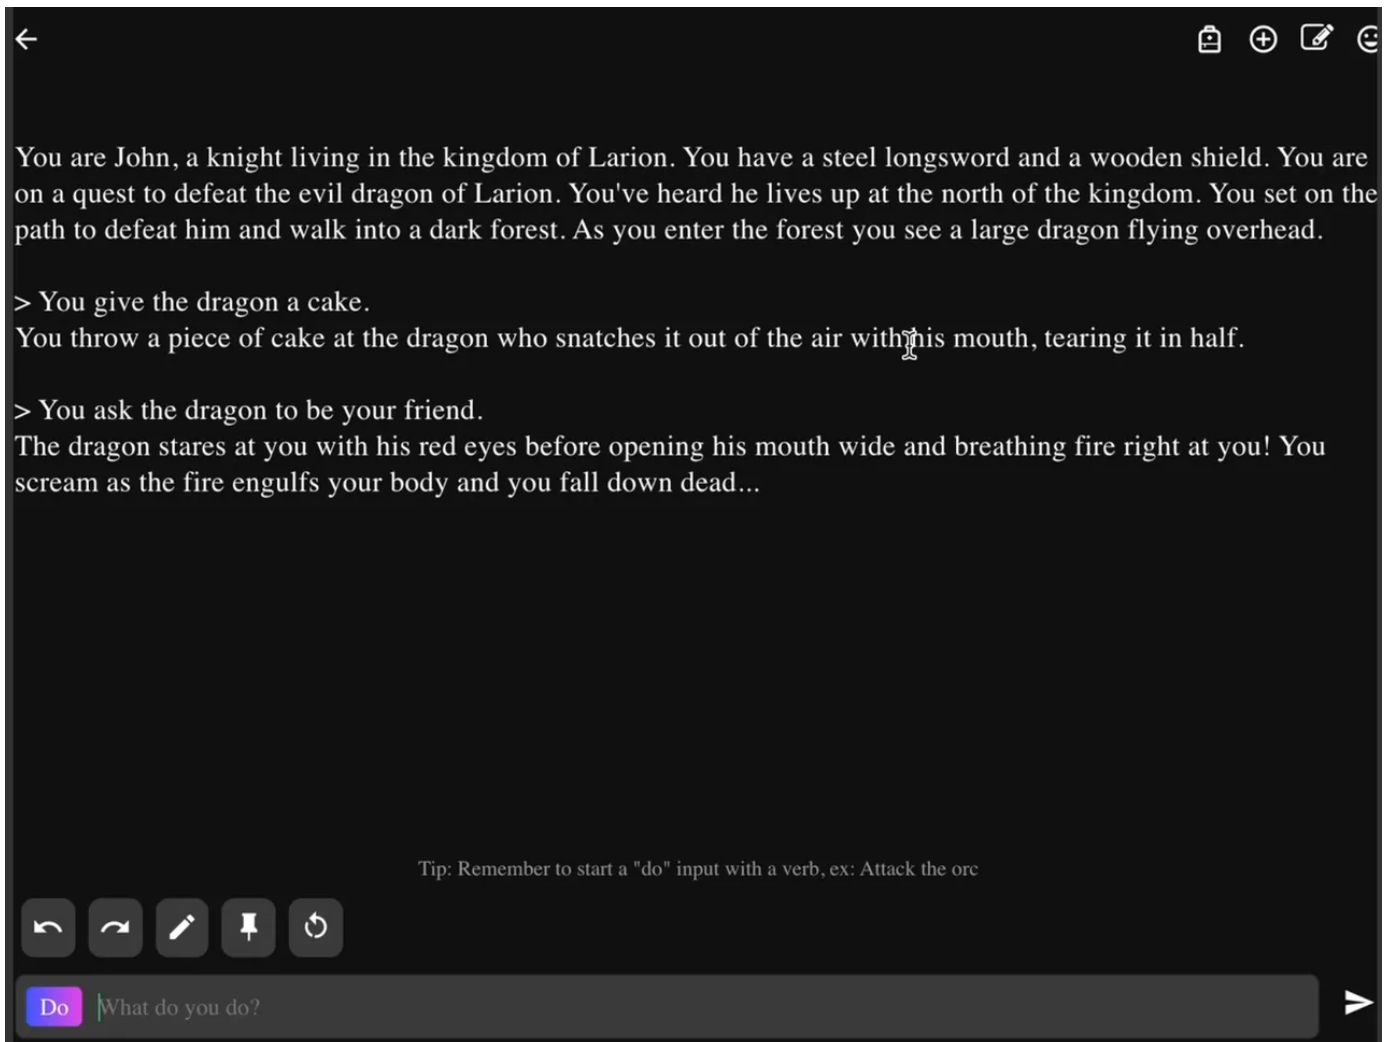 You are John, a knight living in the kingdom of Larion. You have a steel longsword and a wooden shield. You are
on a quest to defeat the evil dragon of Larion. You've heard he lives up at the north of the kingdom. You set on the
path to defeat him and walk into a dark forest. As you enter the forest you see a large dragon flying overhead.
> You give the dragon a cake.
You throw a piece of cake at the dragon who snatches it out of the air with his mouth, tearing it in half.
> You ask the dragon to be your friend.
The dragon stares at you with his red eyes before opening his mouth wide and breathing fire right at you! You
scream as the fire engulfs your body and you fall down dead...
Tip: Remember to start a "do" input with a verb, ex: Attack the orc
Do What do you do?